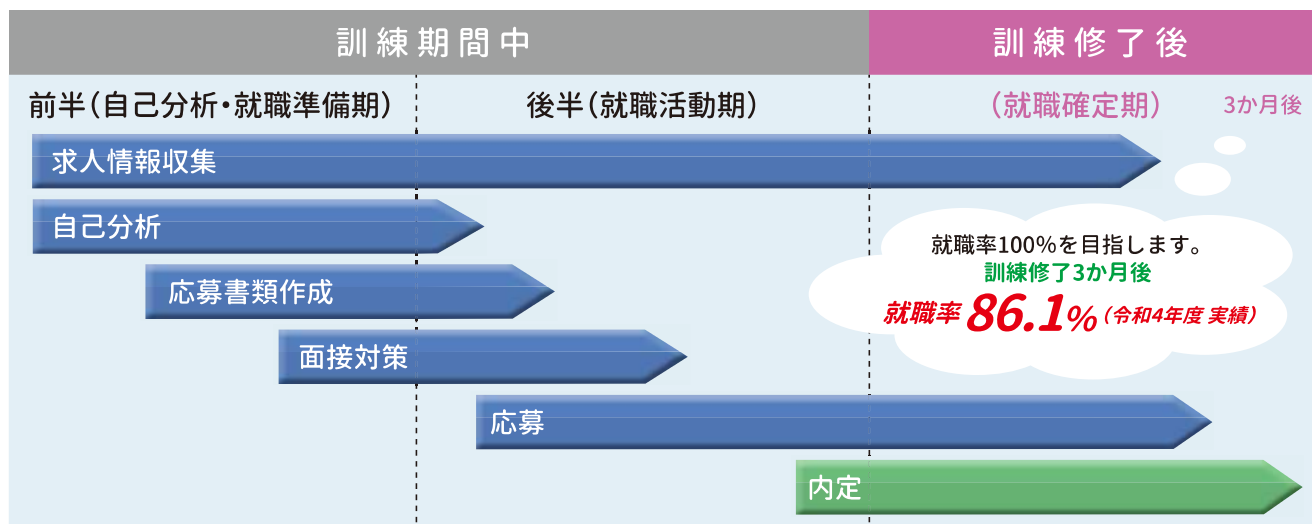 訓練期間中
訓練修了後
前半（自己分析・就職準備期）
後半（就職活動期）
（就職確定期）
3か月後
求人情報収集
自己分析
応募書類作成
面接対策
応募
内定
就職率100％を目指します。
訓練修了3か月後
就職率86.1％（令和4年度 実績）